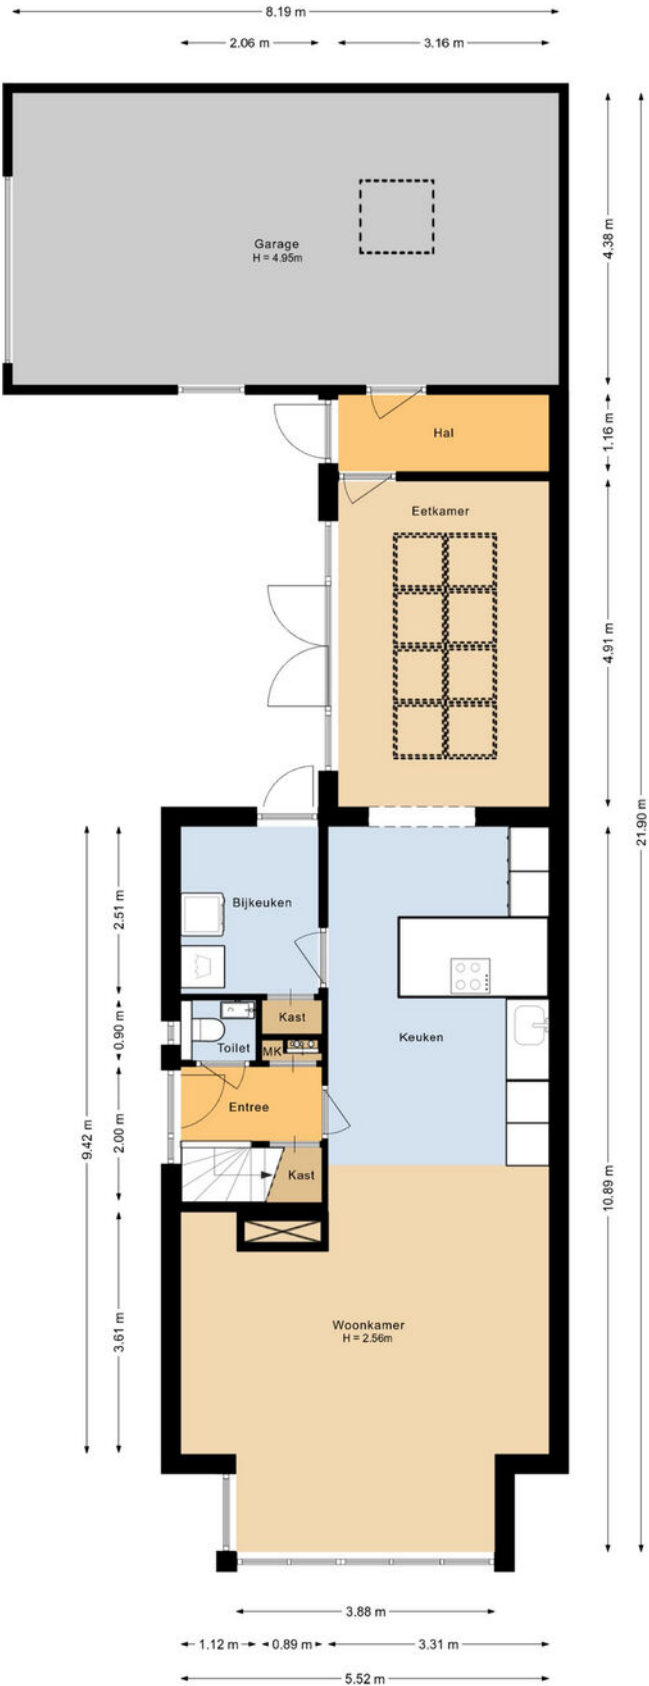 8.19 m
2.06 m
3.16 m
Garage
H = 4.95m
4.38 m
Hal
1.16 m
Eetkamer
4.91 m
21.90 m
Bijkeuken
2.51 m
Kast
0.90 m
Toilet
MK
Keuken
Entree
2.00 m
9.42 m
Kast
10.89 m
Woonkamer
H = 2.56m
3.61 m
3.88 m
1.12 m
0.89 m
3.31 m
5.52 m